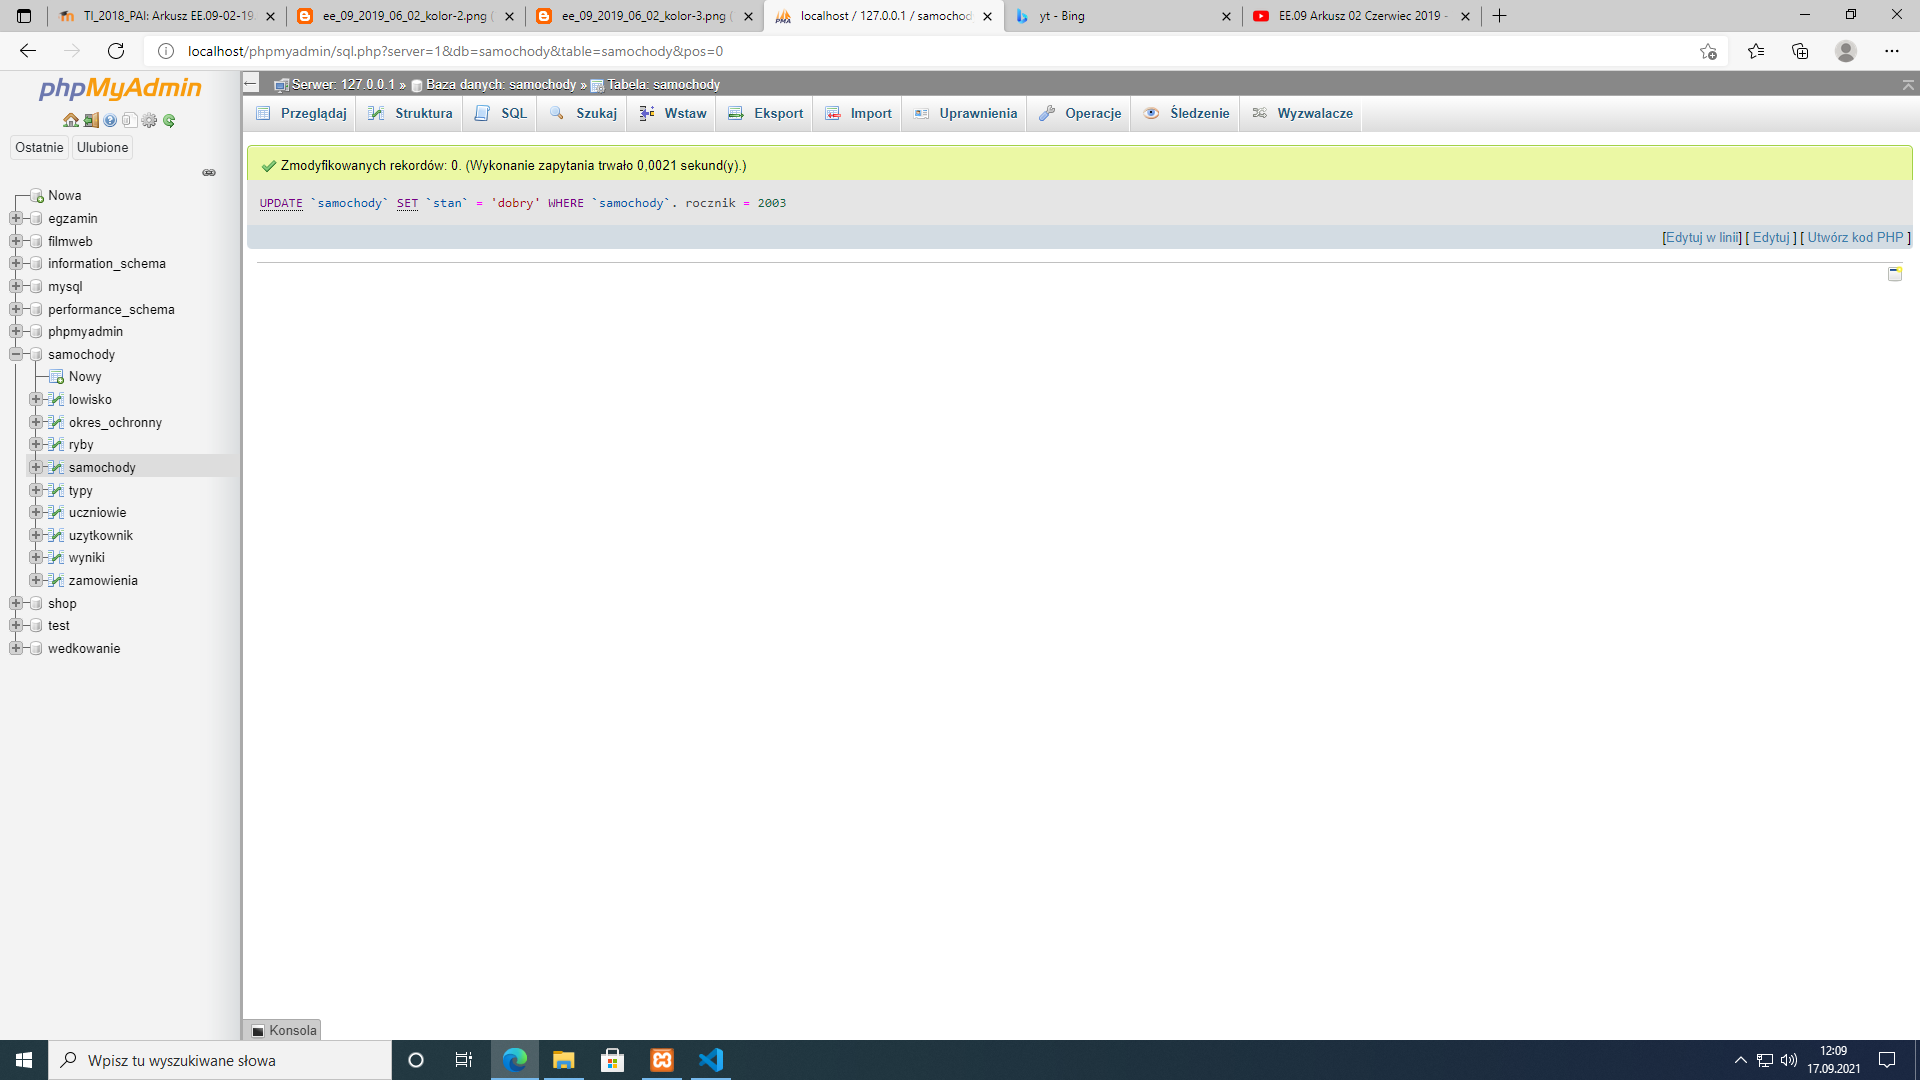 TI_2018_PAI: Arkusz EE.09-02-19.
ee_09_2019_06_02_kolor-2.png (
ee_09_2019_06_02_kolor-3.png (
localhost / 127.0.0.1 / samochod
yt - Bing
EE.09 Arkusz 02 Czerwiec 2019 -
localhost/phpmyadmin/sql.php?server=1&db=samochody&table=samochody&pos=0
phpMyAdmin
Ostatnie
Ulubione
Nowa
egzamin
filmweb
information_schema
mysql
performance_schema
phpmyadmin
samochody
Nowy
lowisko
okres_ochronny
ryby
samochody
typy
uczniowie
uzytkownik
wyniki
zamowienia
shop
test
wedkowanie
Serwer: 127.0.0.1 » Baza danych: samochody » Tabela: samochody
Przeglądaj
Struktura
SQL
Szukaj
Wstaw
Eksport
Import
Uprawnienia
Operacje
Śledzenie
Wyzwalacze
Zmodyfikowanych rekordów: 0. (Wykonanie zapytania trwało 0,0021 sekund(y).)
UPDATE `samochody` SET `stan` = 'dobry' WHERE `samochody`. rocznik = 2003
[Edytuj w linii] [ Edytuj ] [ Utwórz kod PHP ]
Konsola
Wpisz tu wyszukiwane słowa
12:09
17.09.2021